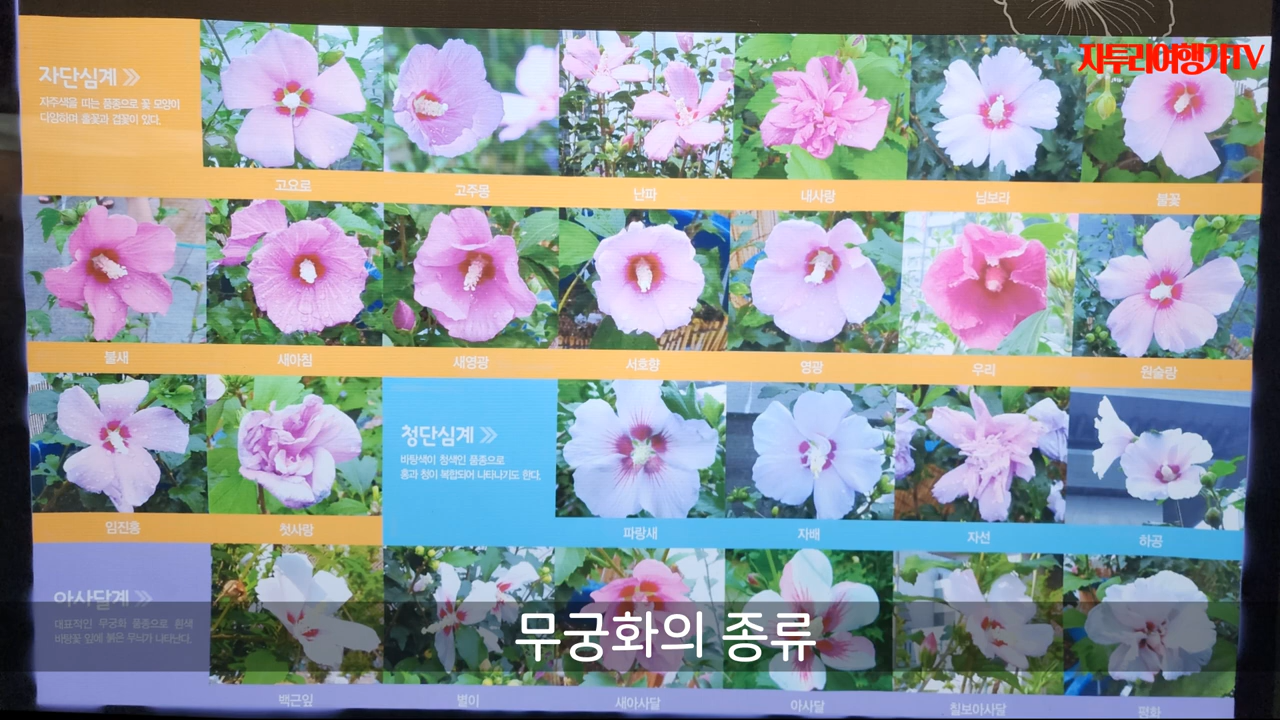 자투리여행가TV
자단심계
자주색을 띠는 품종으로 꽃 모양이
다양하며 홑꽃과 겹꽃이 있다.
고요로
고주몽
난파
내사랑
님보라
불꽃
불새
새아침
새영광
서호향
영광
우리
원술랑
임진홍
첫사랑
청단심계
바탕색이 청색인 품종으로
홍과 청이 복합되어 나타나기도 한다.
파랑새
자배
자선
하공
아사달계
대표적인 무궁화 품종으로 흰색
바탕꽃 잎에 붉은 무늬가 나타난다.
백근잎
별이
새아사달
아사달
칠보아사달
평화
무궁화의 종류